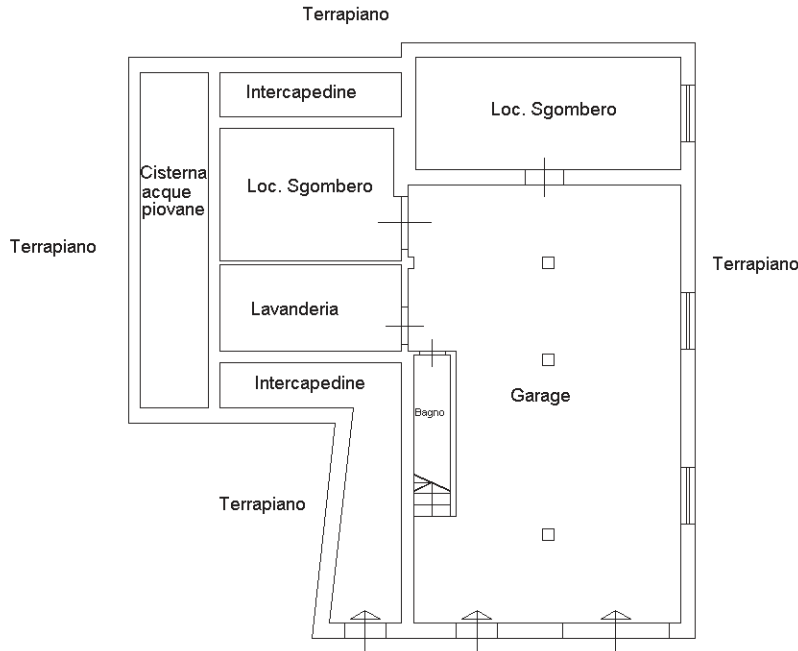 Terrapiano
Intercapedine
Loc. Sgombero
Cisterna
acque
piovane
Loc. Sgombero
Terrapiano
Terrapiano
Lavanderia
Intercapedine
Garage
Bagno
Terrapiano